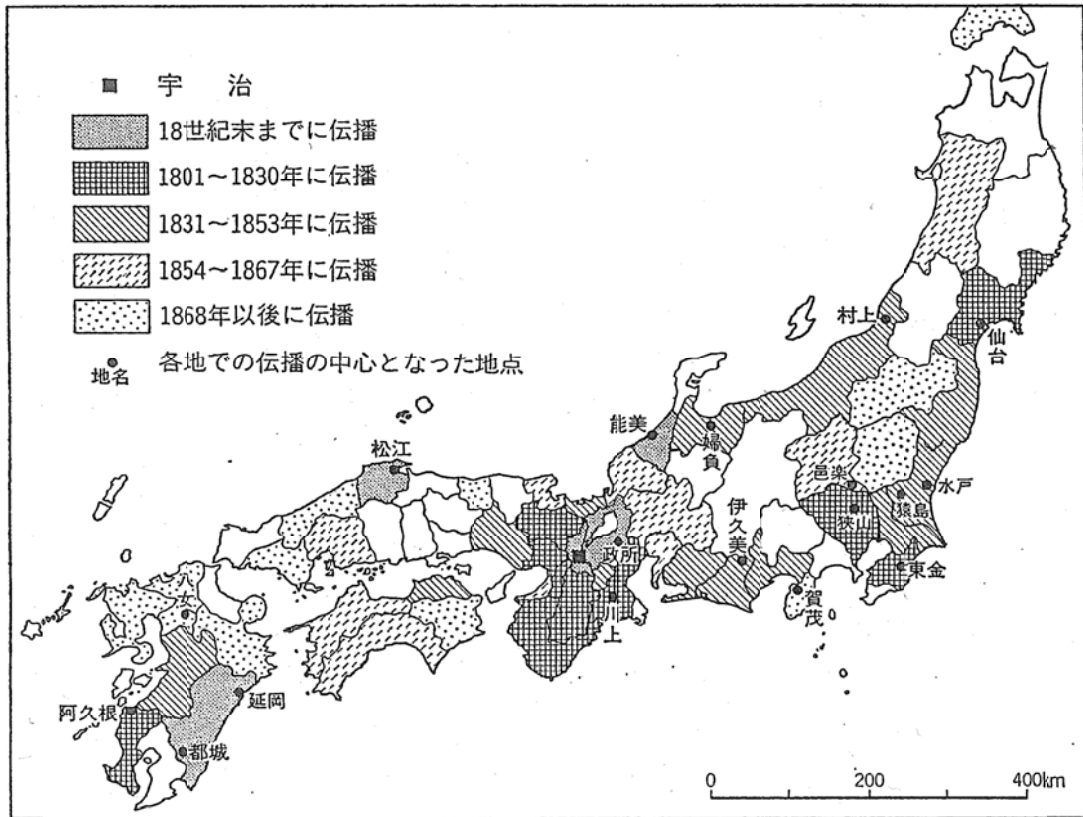 宇 治
18世紀末までに伝播
1801～1830年に伝播
1831～1853年に伝播
1854～1867年に伝播
1868年以後に伝播
地名
各地での伝播の中心となった地点
村上
仙台
能美
婦負
松江
邑楽
水戸
猿島
狭山
伊久美
政所
東金
川上
賀茂
八女
延岡
阿久根
都城
0 200 400km